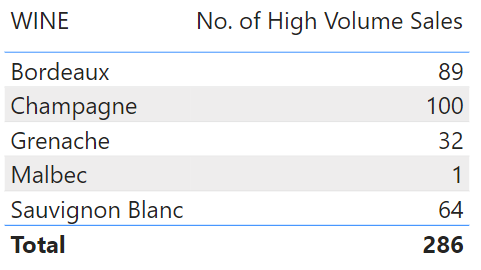 WINE No. of High Volume Sales
Bordeaux 89
Champagne 100
Grenache 32
Malbec 1
Sauvignon Blanc 64
Total 286